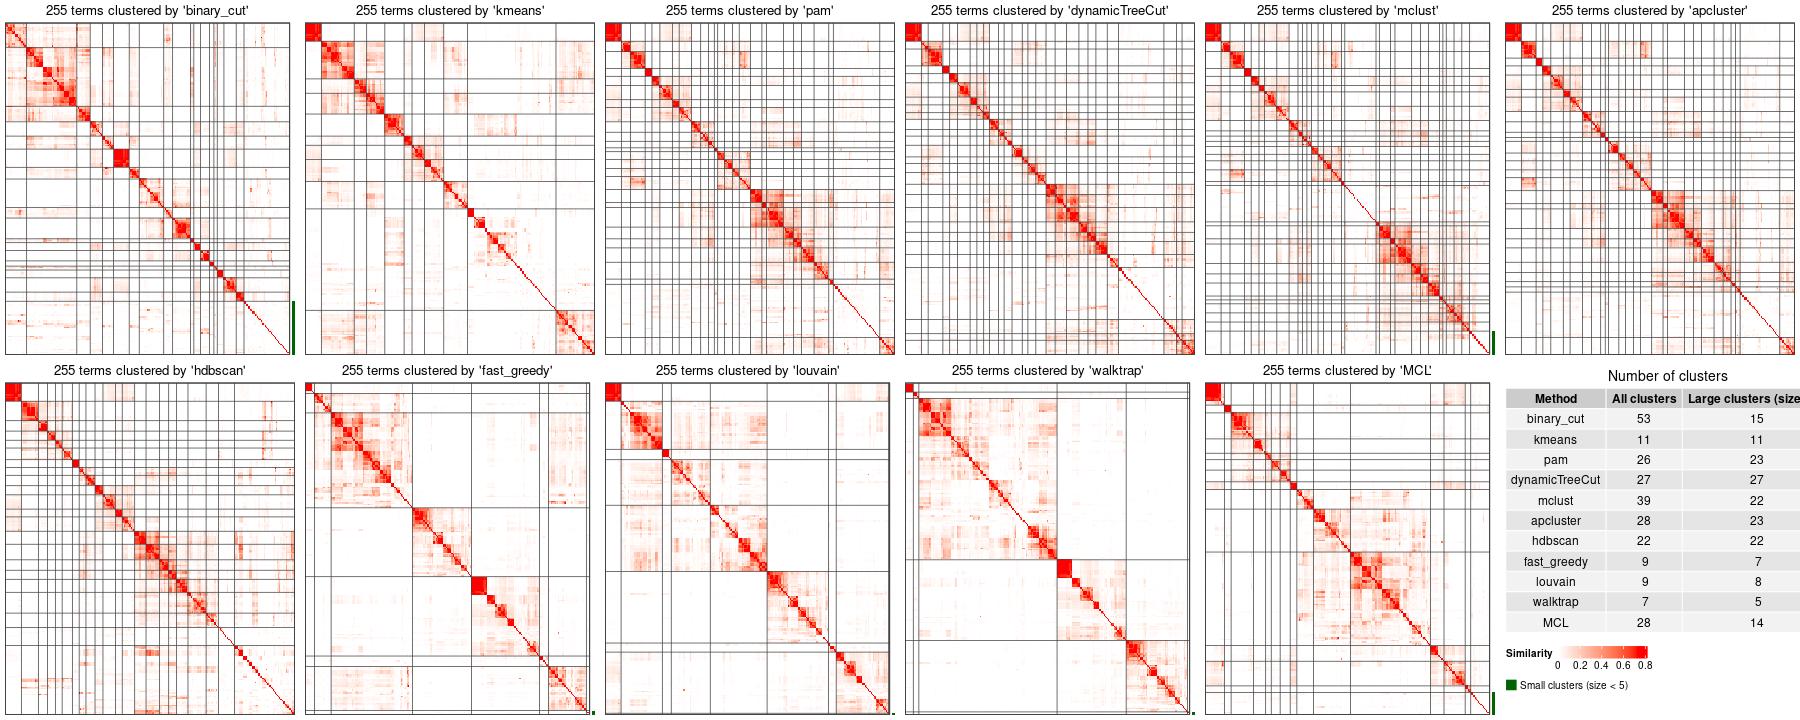 255 terms clustered by 'binary_cut'
255 terms clustered by 'kmeans'
255 terms clustered by 'pam'
255 terms clustered by 'dynamicTreeCut'
255 terms clustered by 'mclust'
255 terms clustered by 'apcluster'
255 terms clustered by 'hdbscan'
255 terms clustered by 'fast_greedy'
255 terms clustered by 'louvain'
255 terms clustered by 'walktrap'
255 terms clustered by 'MCL'
Number of clusters
Method All clusters Large clusters (size
binary_cut 53 15
kmeans 11 11
pam 26 23
dynamicTreeCut 27 27
mclust 39 22
apcluster 28 23
hdbscan 22 22
fast_greedy 9 7
louvain 9 8
walktrap 7 5
MCL 28 14
Similarity
0 0.2 0.4 0.6 0.8
Small clusters (size < 5)